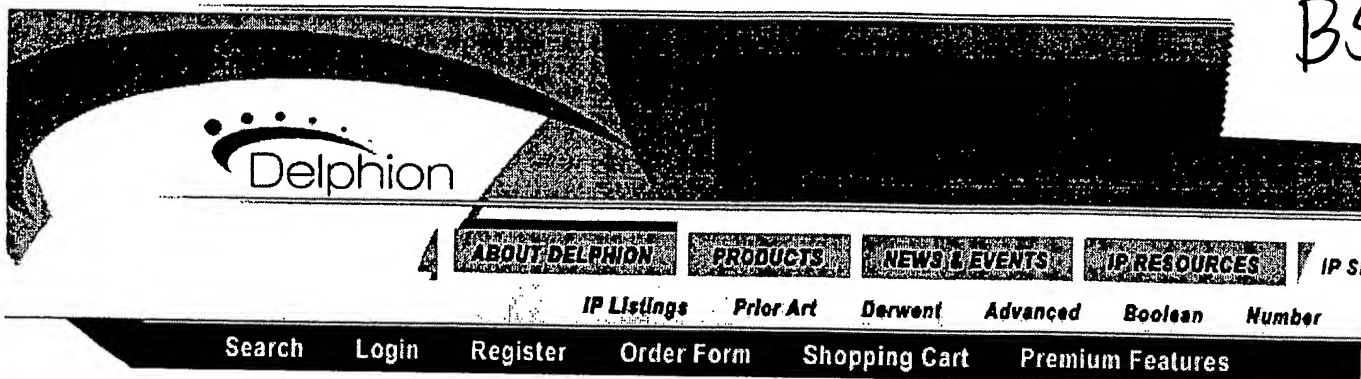 Delphion
ABOUT DELPHION PRODUCTS NEWS & EVENTS IP RESOURCES IP
IP Listings Prior Art Derwent Advanced Boolean Number
Search Login Register Order Form Shopping Cart Premium Features